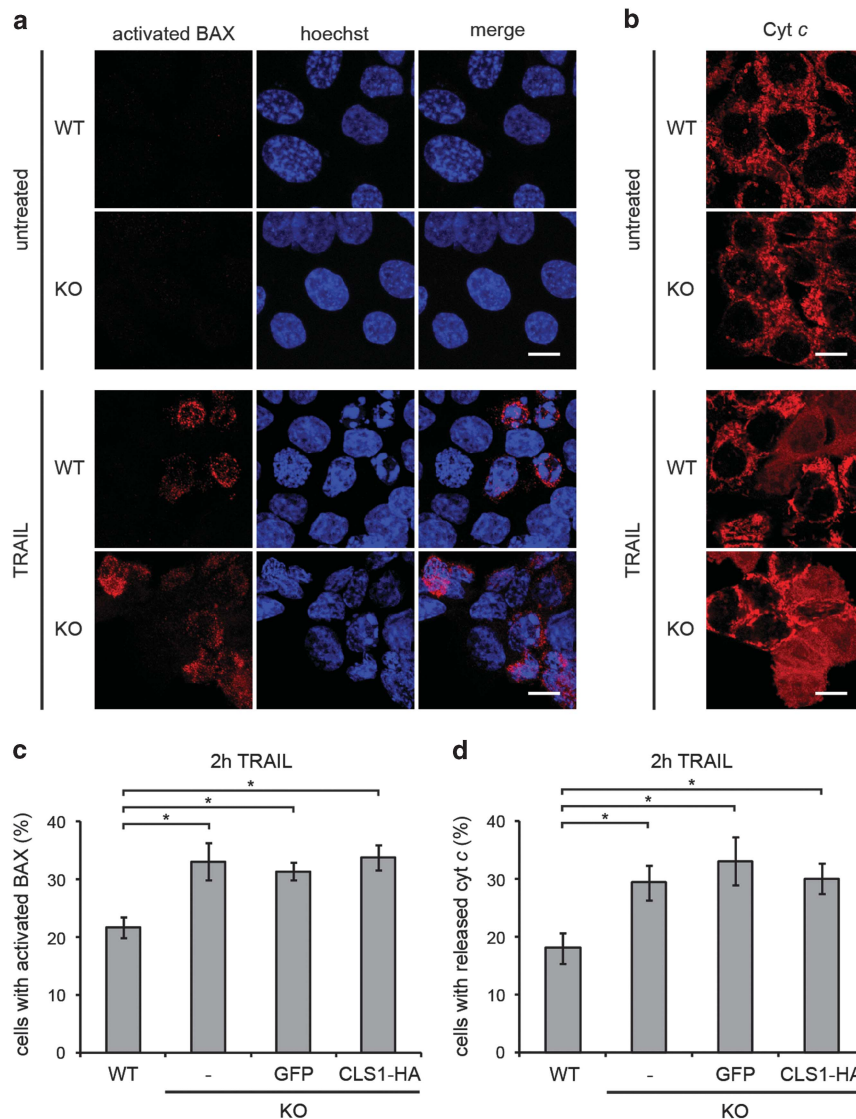 a
activated BAX hoechst merge
untreated
WT
KO
TRAIL
WT
KO
b
Cyt c
untreated
WT
KO
TRAIL
WT
KO
c
2h TRAIL
* 
*
*
cells with activated BAX (%)
40
30
20
10
0
WT - GFP CLS1-HA
KO
d
2h TRAIL
*
*
*
cells with released cyt c (%)
40
30
20
10
0
WT - GFP CLS1-HA
KO